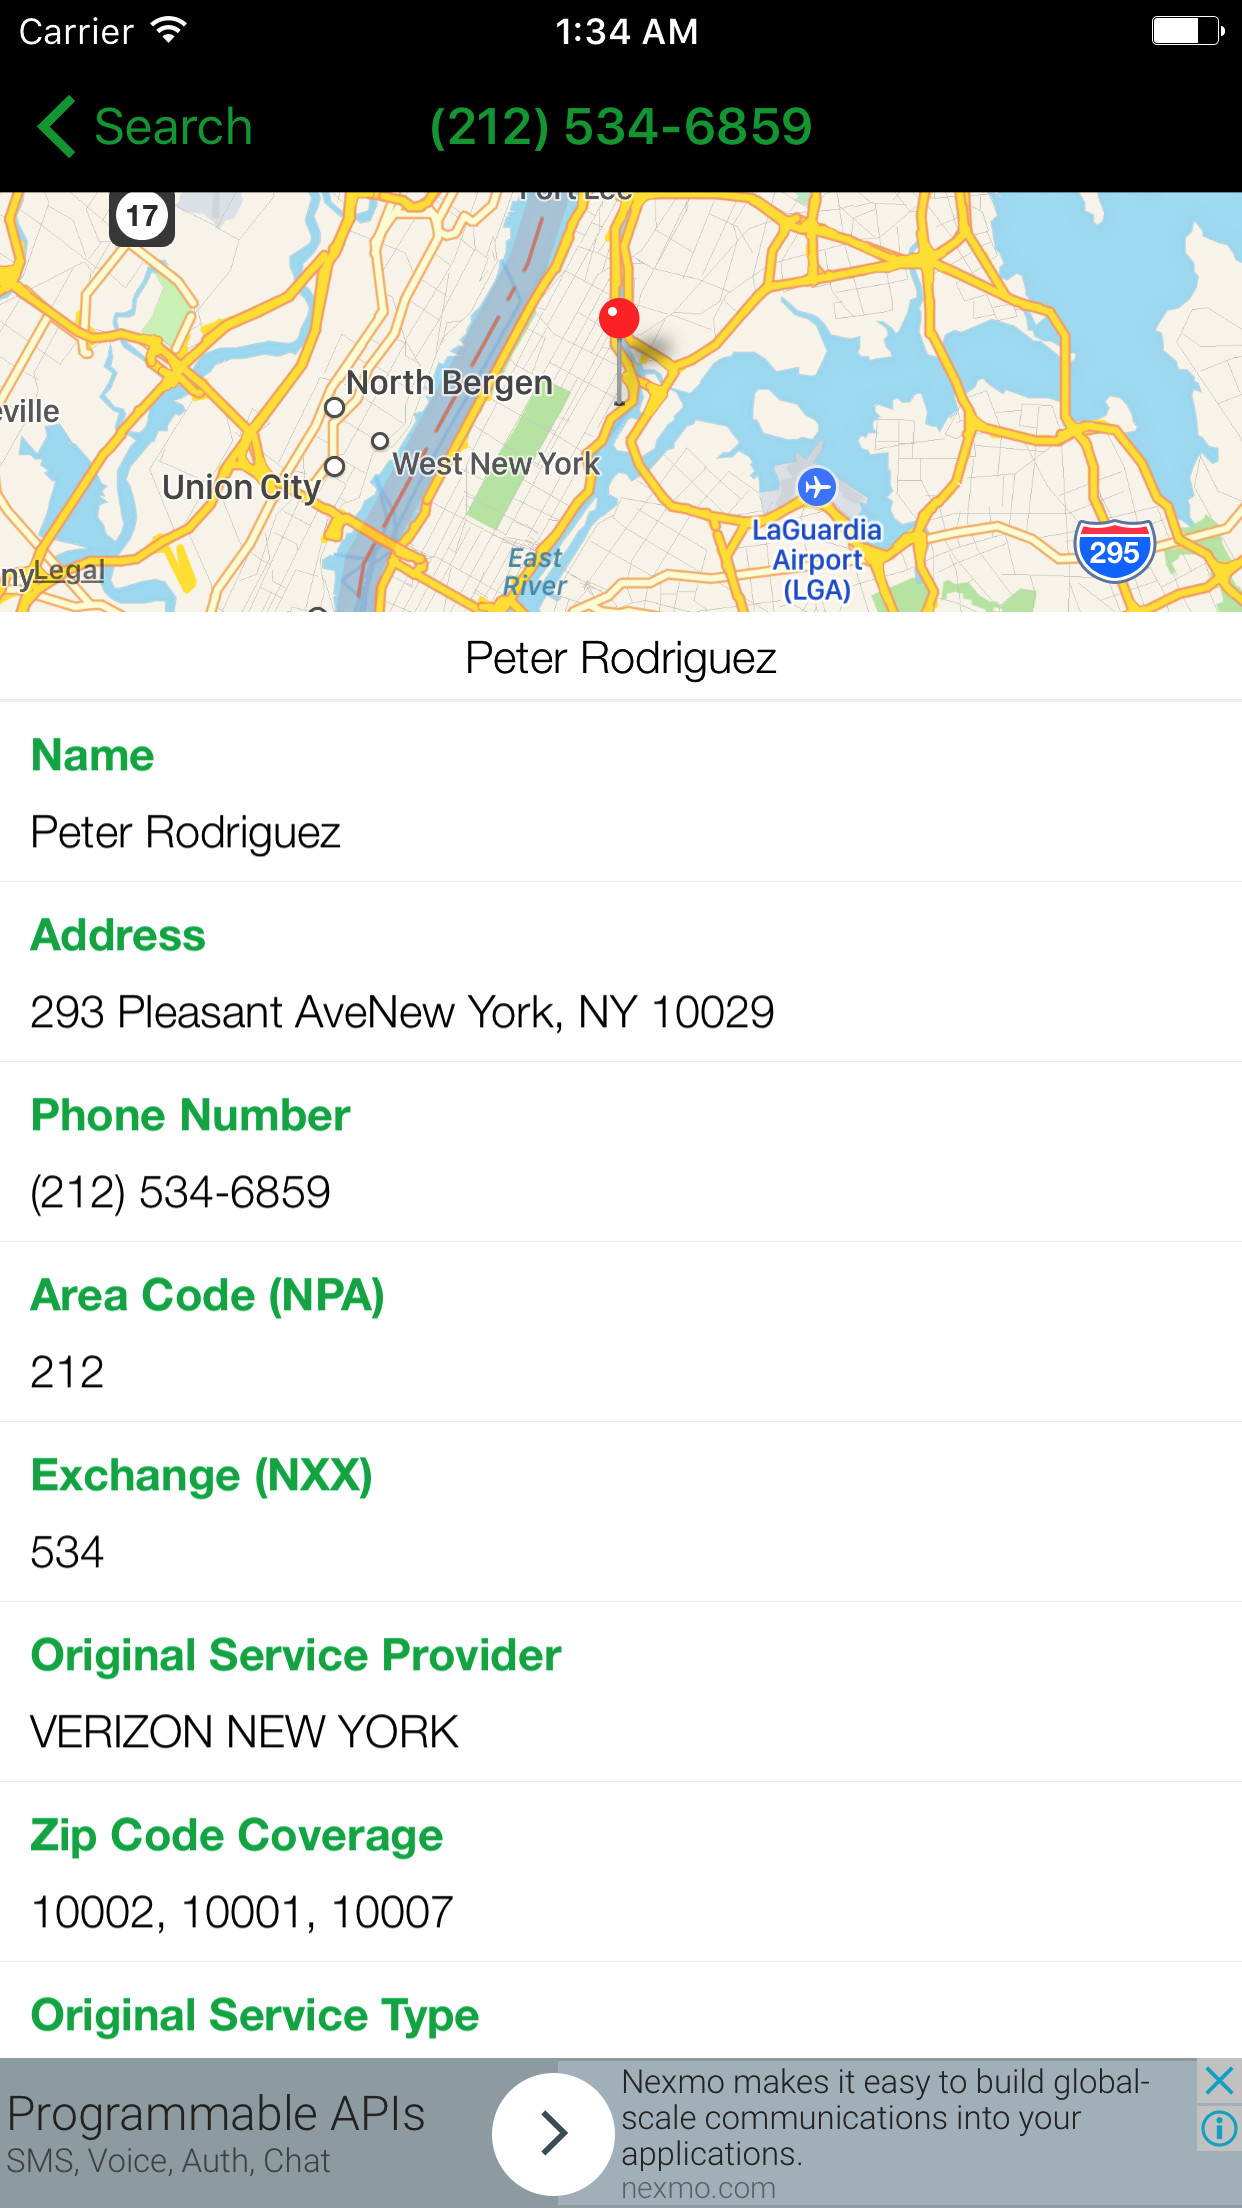 Carrier 1:34 AM
Search (212) 534-6859
17
Fort Lee
North Bergen
West New York
Union City
LaGuardia
Airport
(LGA)
295
East
River
Legal
Peter Rodriguez
Name
Peter Rodriguez
Address
293 Pleasant AveNew York, NY 10029
Phone Number
(212) 534-6859
Area Code (NPA)
212
Exchange (NXX)
534
Original Service Provider
VERIZON NEW YORK
Zip Code Coverage
10002, 10001, 10007
Original Service Type
Programmable APIs
SMS, Voice, Auth, Chat
Nexmo makes it easy to build global-
scale communications into your
applications.
nexmo.com